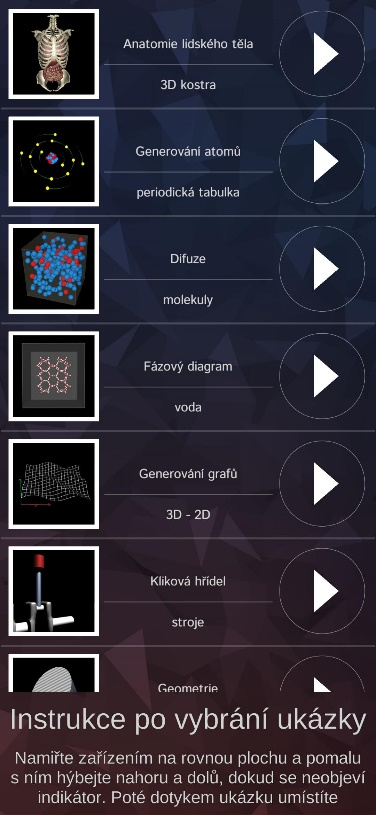 Anatomie lidského těla
3D kostra
Generování atomů
periodická tabulka
Difuze
molekuly
Fázový diagram
voda
Generování grafů
3D - 2D
Kliková hřídel
stroje
Geometrie
Instrukce po vybrání ukázky
Namiřte zařízením na rovnou plochu a pomalu
s ním hýbejte nahoru a dolů, dokud se neobjeví
indikátor. Poté dotykem ukázku umístíte